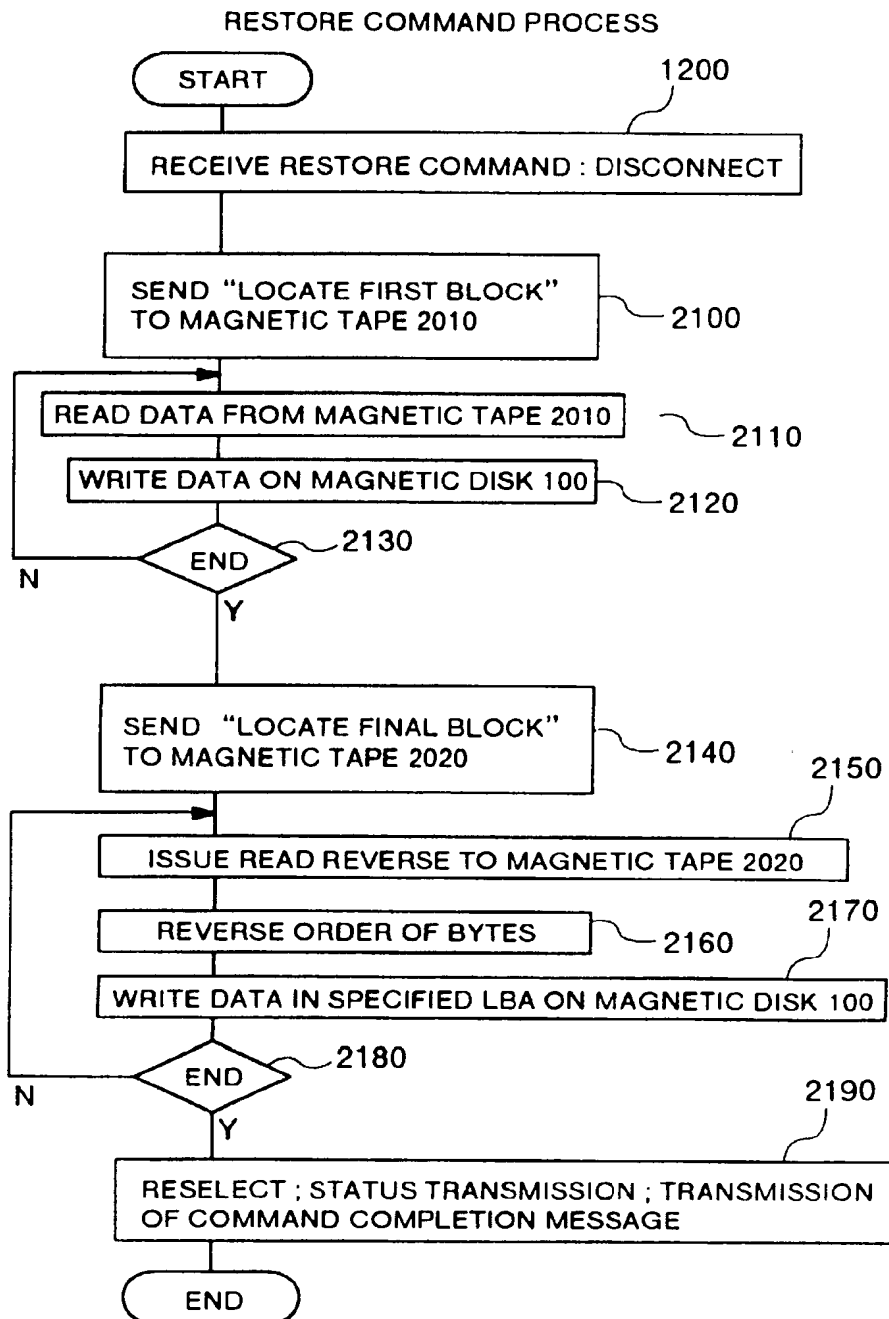 RESTORE COMMAND PROCESS
START
1200
RECEIVE RESTORE COMMAND : DISCONNECT
SEND “LOCATE FIRST BLOCK”
TO MAGNETIC TAPE 2010
2100
READ DATA FROM MAGNETIC TAPE 2010
2110
WRITE DATA ON MAGNETIC DISK 100
2120
END
2130
N
Y
SEND “LOCATE FINAL BLOCK”
TO MAGNETIC TAPE 2020
2140
2150
ISSUE READ REVERSE TO MAGNETIC TAPE 2020
REVERSE ORDER OF BYTES
2160
2170
WRITE DATA IN SPECIFIED LBA ON MAGNETIC DISK 100
END
2180
N
Y
2190
RESELECT ; STATUS TRANSMISSION ; TRANSMISSION
OF COMMAND COMPLETION MESSAGE
END